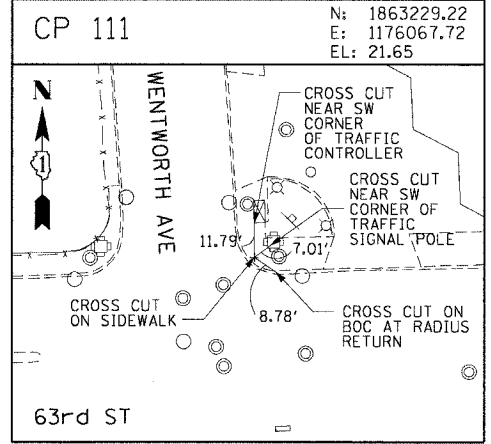 CP 111
N: 1863229.22
E: 1176067.72
EL: 21.65
N
1
WENTWORTH AVE
CROSS CUT
NEAR SW
CORNER
OF TRAFFIC
CONTROLLER
CROSS CUT
NEAR SW
CORNER OF
TRAFFIC
SIGNAL POLE
11.79'
7.01'
8.78'
CROSS CUT
ON SIDEWALK
CROSS CUT ON
BOC AT RADIUS
RETURN
63rd ST